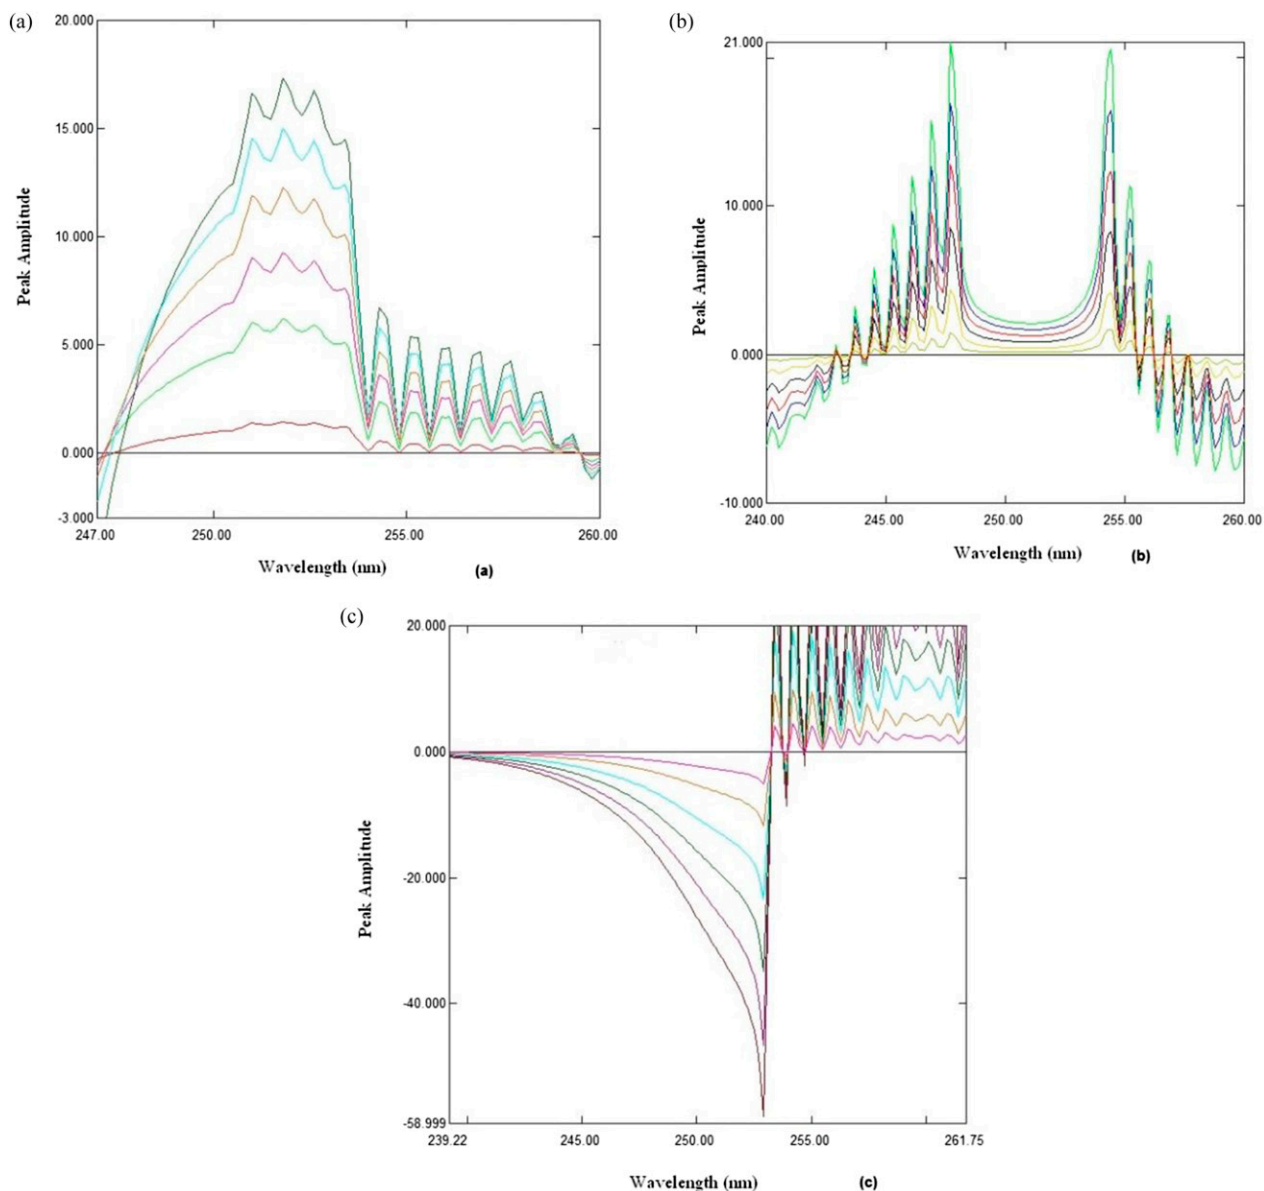 (a)
20.000
15.000
10.000
5.000
0.000
-3.000
247.00 250.00 255.00 260.00
Peak Amplitude
Wavelength (nm)
(a)
(b)
21.000
10.000
0.000
-10.000
240.00 245.00 250.00 255.00 260.00
Peak Amplitude
Wavelength (nm)
(b)
(c)
20.000
0.000
-20.000
-40.000
-58.999
239.22 245.00 250.00 255.00 261.75
Peak Amplitude
Wavelength (nm)
(c)